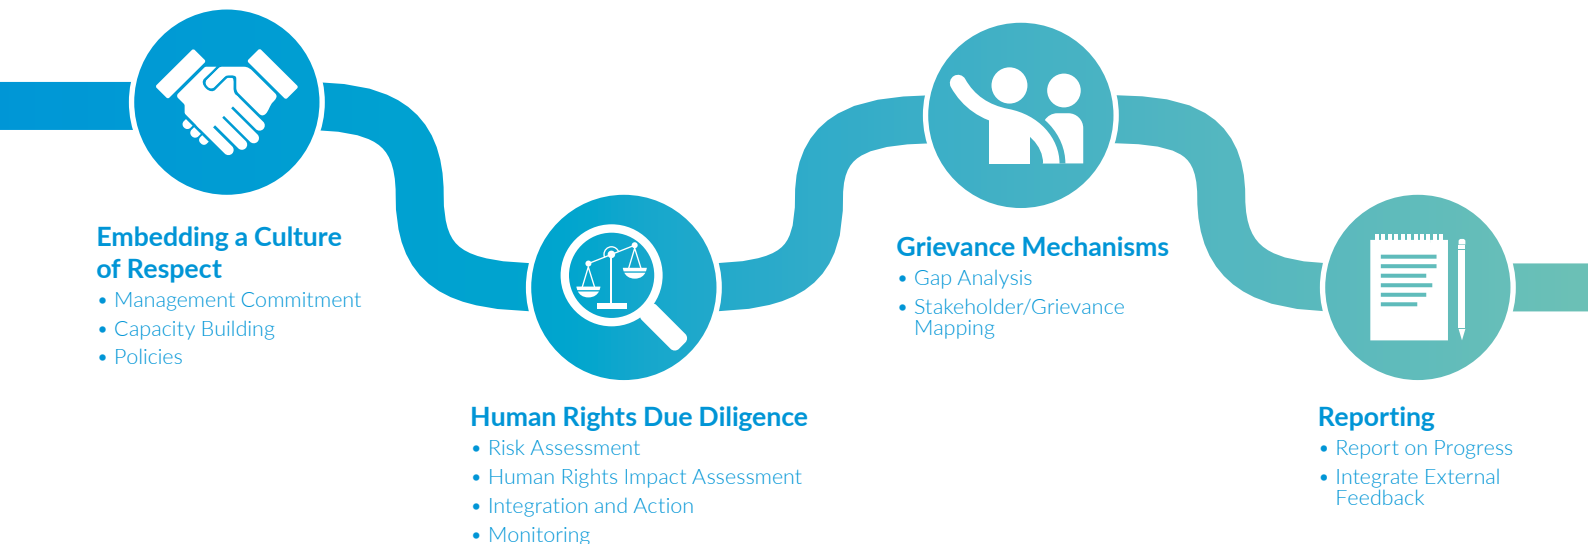 Embedding a Culture
of Respect
• Management Commitment
• Capacity Building
• Policies
Human Rights Due Diligence
• Risk Assessment
• Human Rights Impact Assessment
• Integration and Action
• Monitoring
Grievance Mechanisms
• Gap Analysis
• Stakeholder/Grievance
Mapping
Reporting
• Report on Progress
• Integrate External
Feedback